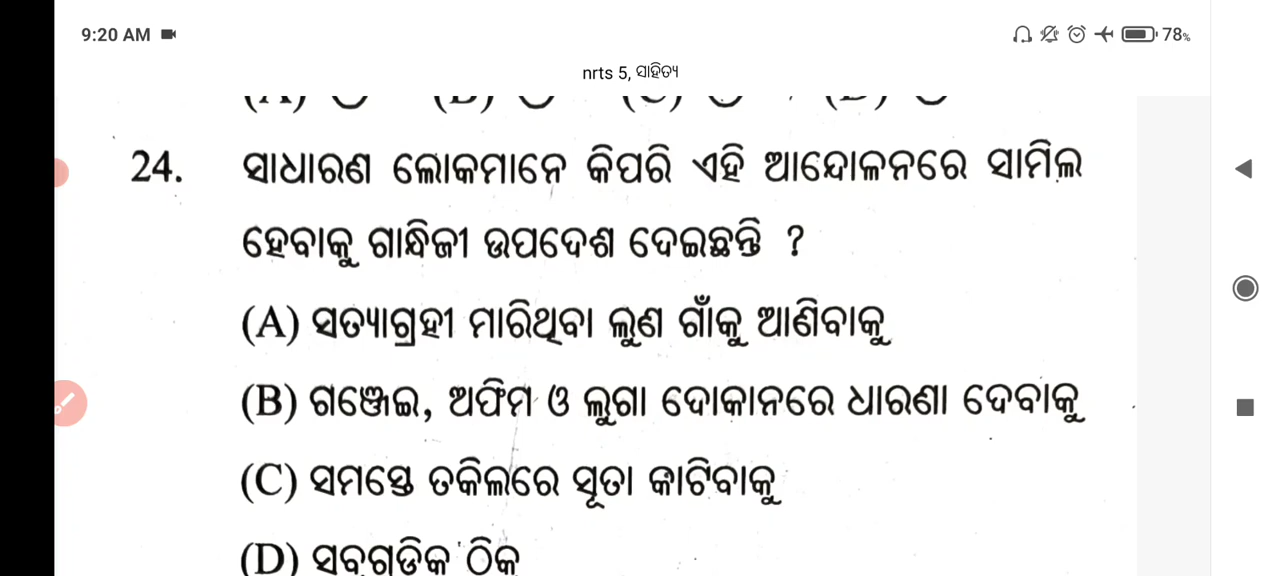 9:20 AM
78%
nrts 5, ସାହିତ୍ୟ
24. ସାଧାରଣ ଲୋକମାନେ କିପରି ଏହି ଆନ୍ଦୋଳନରେ ସାମିଲ
ହେବାକୁ ଗାନ୍ଧିଜୀ ଉପଦେଶ ଦେଇଛନ୍ତି ?
(A) ସତ୍ୟାଗ୍ରହୀ ମାରିଥିବା ଲୁଣ ଗାଁକୁ ଆଣିବାକୁ
(B) ଗଞ୍ଜେଇ, ଅଫିମ ଓ ଲୁଗା ଦୋକାନରେ ଧାରଣା ଦେବାକୁ
(C) ସମସ୍ତେ ତକିଲରେ ସୂତା କାଟିବାକୁ
(D) ସବୁଗୁଡିକ ଠିକ୍